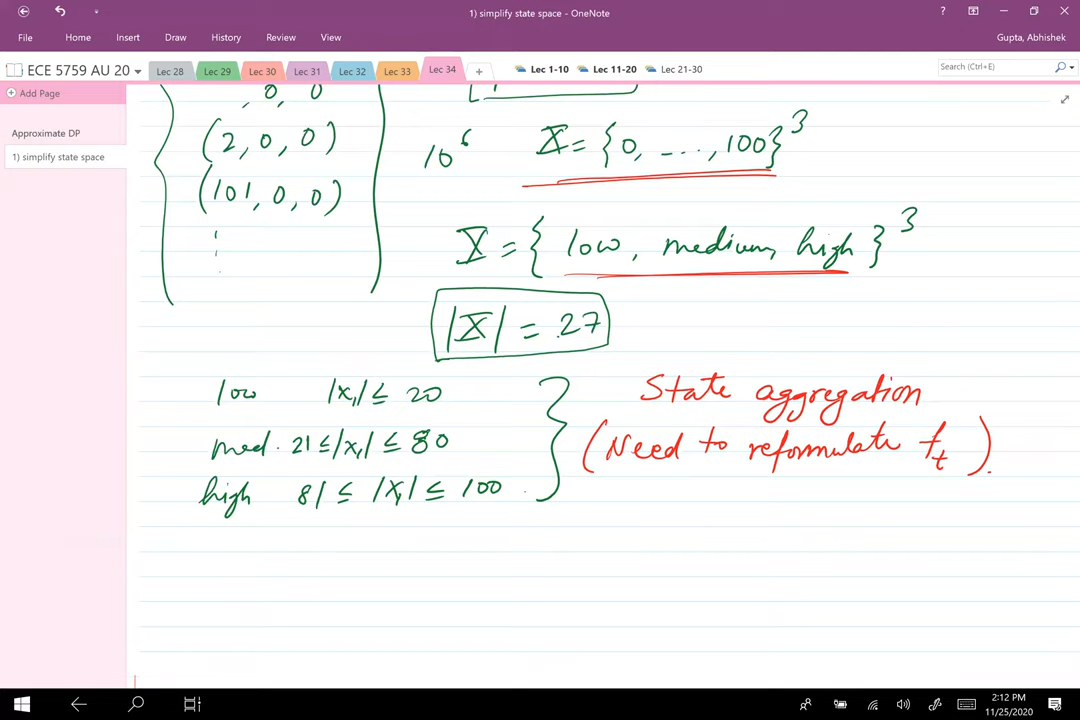 1) simplify state space - OneNote
?
File Home Insert Draw History Review View
Gupta, Abhishek
ECE 5759 AU 20
Lec 28 Lec 29 Lec 30 Lec 31 Lec 32 Lec 33 Lec 34 + Lec 1-10 Lec 11-20 Lec 21-30
Search (Ctrl+E)
Add Page
Approximate DP
1) simplify state space
, 0, 0
(2, 0, 0)
(101, 0, 0)
⋮
10^6
X = {0, ..., 100}^3
X = { low, medium, high }^3
|X| = 27
low |x₁| ≤ 20
med. 21 ≤ |x₁| ≤ 80
high 81 ≤ |x₁| ≤ 100
State aggregation
(Need to reformulate f_t).
2:12 PM
11/25/2020